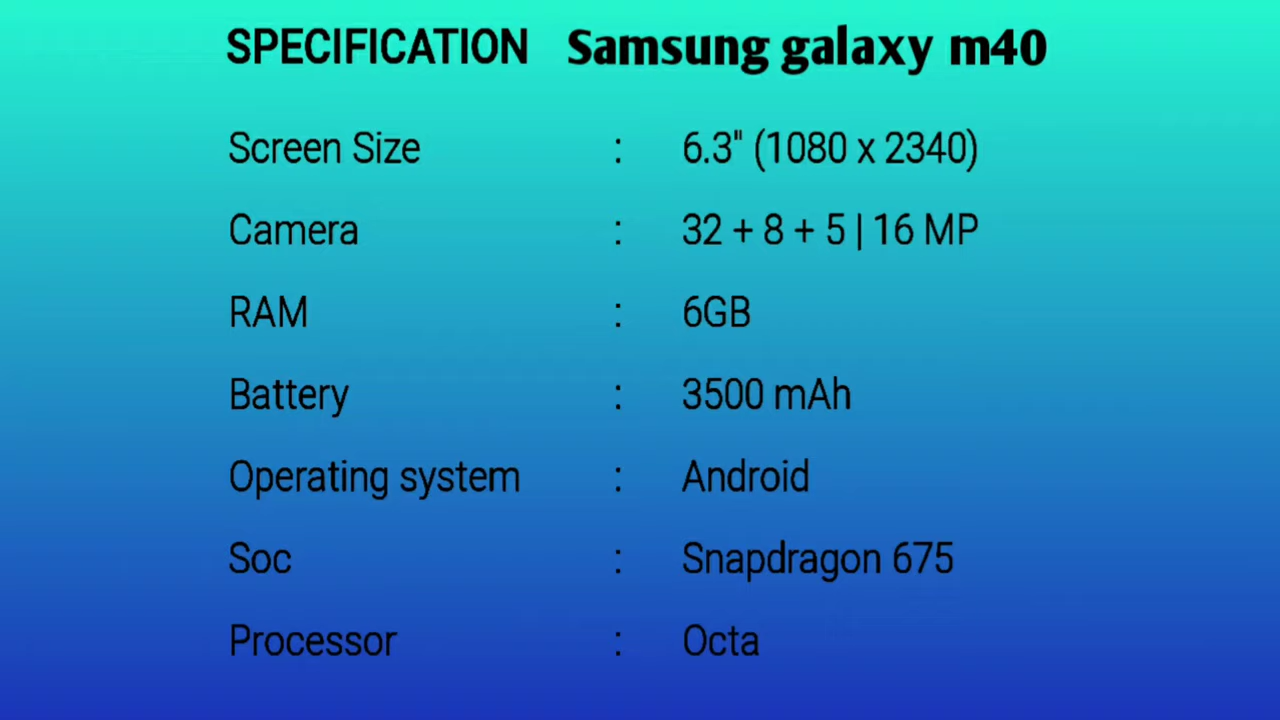 SPECIFICATION Samsung galaxy m40
Screen Size : 6.3" (1080 x 2340)
Camera : 32 + 8 + 5 | 16 MP
RAM : 6GB
Battery : 3500 mAh
Operating system : Android
Soc : Snapdragon 675
Processor : Octa